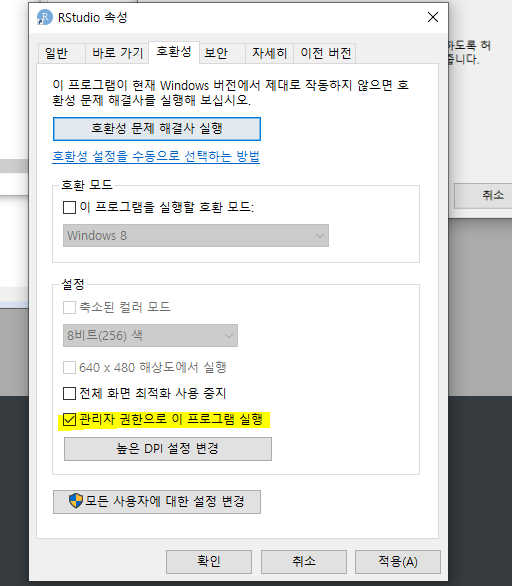 RStudio 속성
일반
바로 가기
호환성
보안
자세히
이전 버전
이 프로그램이 현재 Windows 버전에서 제대로 작동하지 않으면 호
환성 문제 해결사를 실행해 보십시오.
호환성 문제 해결사 실행
호환성 설정을 수동으로 선택하는 방법
호환 모드
이 프로그램을 실행할 호환 모드:
Windows 8
설정
축소된 컬러 모드
8비트(256) 색
640 x 480 해상도에서 실행
전체 화면 최적화 사용 중지
관리자 권한으로 이 프로그램 실행
높은 DPI 설정 변경
모든 사용자에 대한 설정 변경
확인
취소
적용(A)
하도록 허
줍니다.
취소